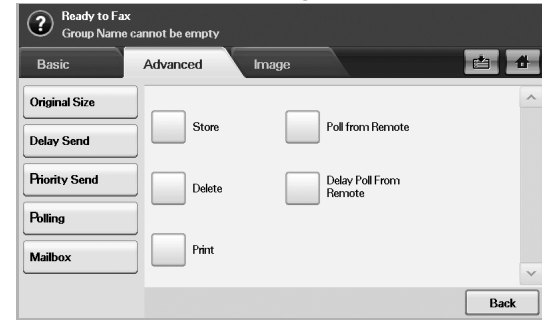 Ready to Fax
Group Name cannot be empty
Basic
Advanced
Image
Original Size
Delay Send
Priority Send
Polling
Mailbox
Store
Poll from Remote
Delete
Delay Poll From
Remote
Print
Back